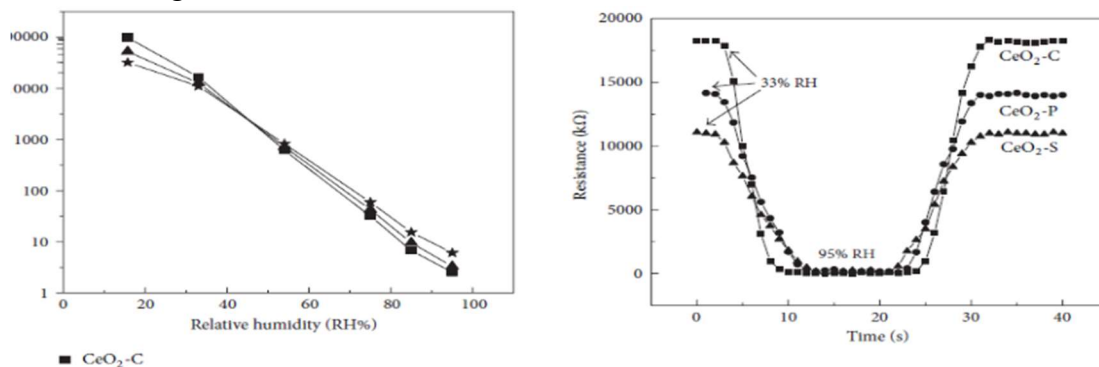 00000
0000
1000
100
10
1
0 20 40 60 80 100
Relative humidity (RH%)
CeO₂-C
Resistance (kΩ)
20000
15000
10000
5000
0
33% RH
95% RH
CeO₂-C
CeO₂-P
CeO₂-S
0 10 20 30 40
Time (s)